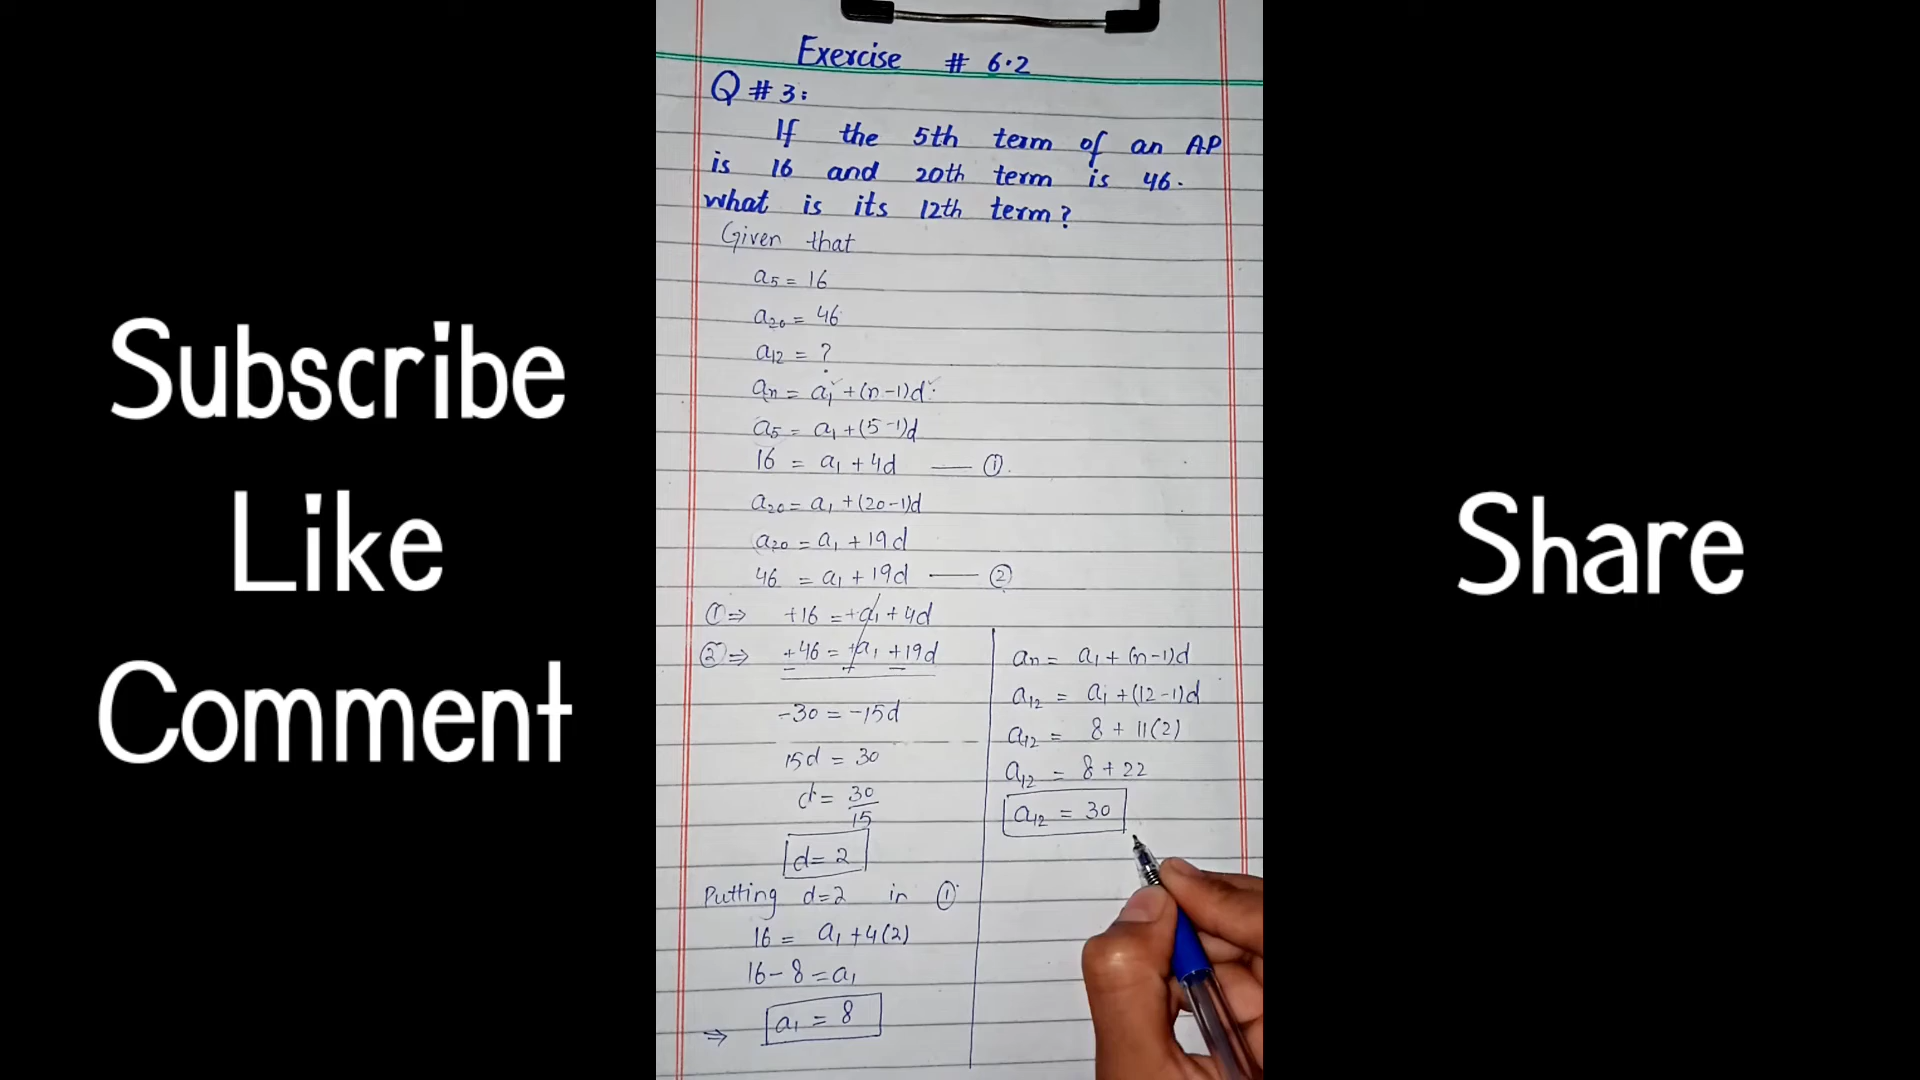 Subscribe
Like
Comment
Exercise # 6.2
Q # 3:
If the 5th term of an AP
is 16 and 20th term is 46.
what is its 12th term?
Given that
a₅ = 16
a₂₀ = 46
a₁₂ = ?
aₙ = a₁ + (n-1)d
a₅ = a₁ + (5-1)d
16 = a₁ + 4d — ①
a₂₀ = a₁ + (20-1)d
a₂₀ = a₁ + 19d
46 = a₁ + 19d — ②
①⇒ +16 = +a₁ + 4d
②⇒ +46 = +a₁ + 19d
-30 = -15d
15d = 30
d = 30/15
d = 2
Putting d=2 in ①
16 = a₁ + 4(2)
16 - 8 = a₁
⇒ a₁ = 8
aₙ = a₁ + (n-1)d
a₁₂ = a₁ + (12-1)d
a₁₂ = 8 + 11(2)
a₁₂ = 8 + 22
a₁₂ = 30
Share